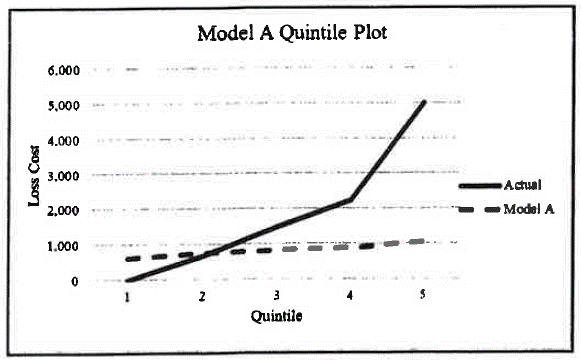 Model A Quintile Plot
6,000
5,000
4,000
3,000
2,000
1,000
0
Loss Cost
1 2 3 4 5
Quintile
Actual
Model A